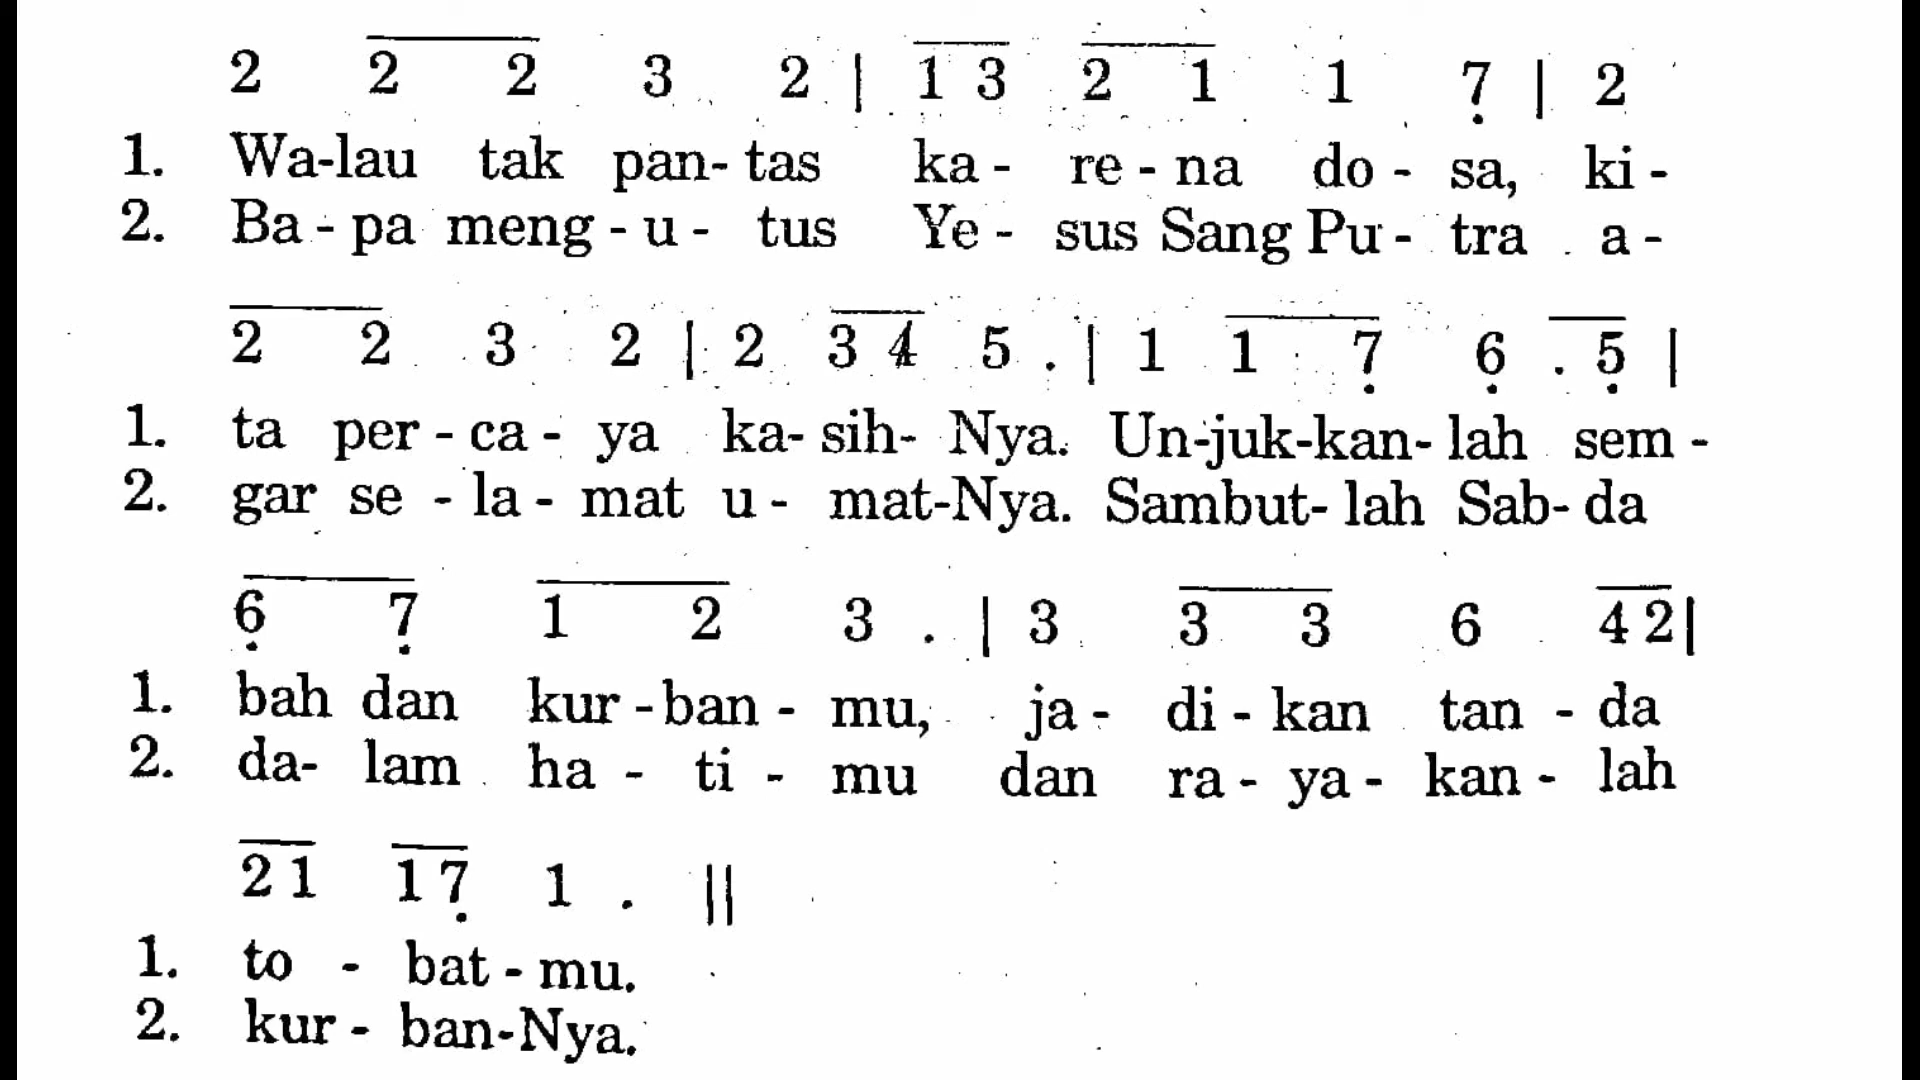 2 2 2 3 2 | 1 3 2 1 1 7̣ | 2
1. Wa-lau tak pan- tas ka - re - na do - sa, ki -
2. Ba - pa meng - u - tus Ye - sus Sang Pu - tra a -
2 2 3 2 | 2 3 4 5 . | 1 1 7̣ 6̣ . 5̣ |
1. ta per - ca - ya ka- sih- Nya. Un-juk-kan- lah sem -
2. gar se - la - mat u - mat-Nya. Sambut- lah Sab- da
6̣ 7̣ 1 2 3 . | 3 3 3 6 4 2 |
1. bah dan kur - ban - mu, ja - di - kan tan - da
2. da- lam ha - ti - mu dan ra - ya - kan - lah
2 1 1 7̣ 1 . ||
1. to - bat - mu.
2. kur - ban-Nya.